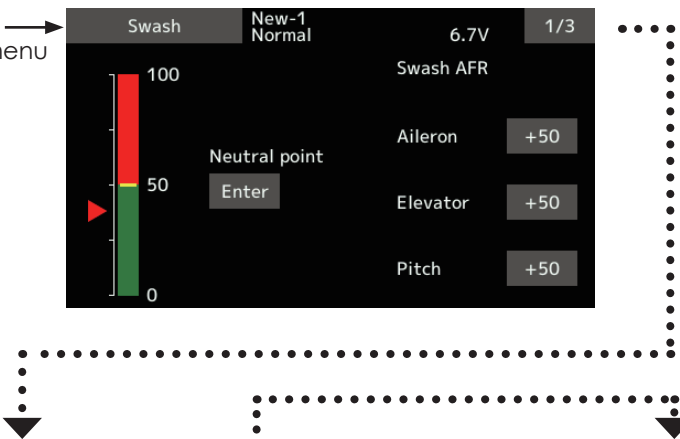 Swash
New-1
Normal
6.7V
1/3
menu
100
50
0
Neutral point
Enter
Swash AFR
Aileron +50
Elevator +50
Pitch +50